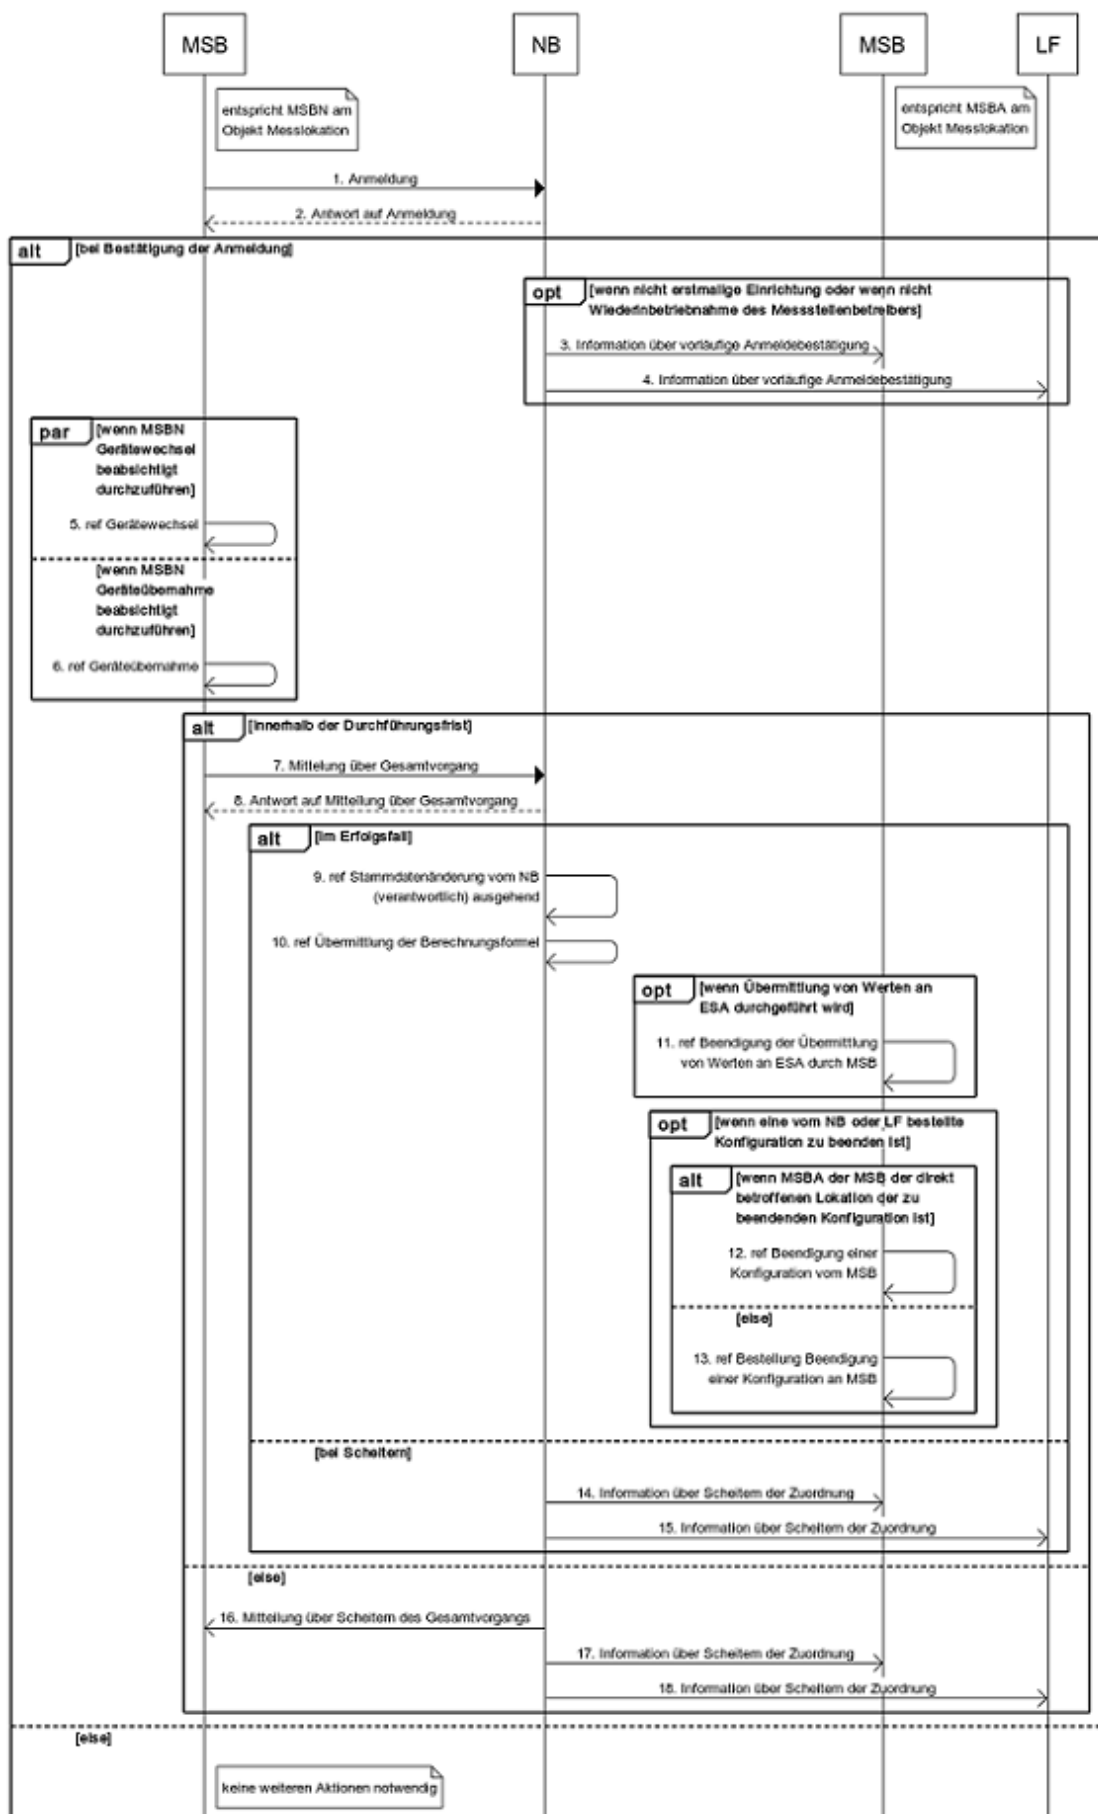 MSB
NB
MSB
LF
entspricht MSBN am
Objekt Messlokation
entspricht MSBA am
Objekt Messlokation
1. Anmeldung
2. Antwort auf Anmeldung
alt
[bei Bestätigung der Anmeldung]
opt
[wenn nicht erstmalige Einrichtung oder wenn nicht
Wiederinbetriebnahme des Messstellenbetreibers]
3. Information über vorläufige Anmeldebestätigung
4. Information über vorläufige Anmeldebestätigung
par
[wenn MSBN
Gerätewechsel
beabsichtigt
durchzuführen]
5. ref Gerätewechsel
[wenn MSBN
Geräteübernahme
beabsichtigt
durchzuführen]
6. ref Geräteübernahme
alt
[innerhalb der Durchführungsfrist]
7. Mitteilung über Gesamtvorgang
8. Antwort auf Mitteilung über Gesamtvorgang
alt
[im Erfolgsfall]
9. ref Stammdatenänderung vom NB
(verantwortlich) ausgehend
10. ref Übermittlung der Berechnungsformel
opt
[wenn Übermittlung von Werten an
ESA durchgeführt wird]
11. ref Beendigung der Übermittlung
von Werten an ESA durch MSB
opt
[wenn eine vom NB oder LF bestellte
Konfiguration zu beenden ist]
alt
[wenn MSBA der MSB der direkt
betroffenen Lokation der zu
beendenden Konfiguration ist]
12. ref Beendigung einer
Konfiguration vom MSB
[else]
13. ref Bestellung Beendigung
einer Konfiguration an MSB
[bei Scheitern]
14. Information über Scheitern der Zuordnung
15. Information über Scheitern der Zuordnung
[else]
16. Mitteilung über Scheitern des Gesamtvorgangs
17. Information über Scheitern der Zuordnung
18. Information über Scheitern der Zuordnung
[else]
keine weiteren Aktionen notwendig